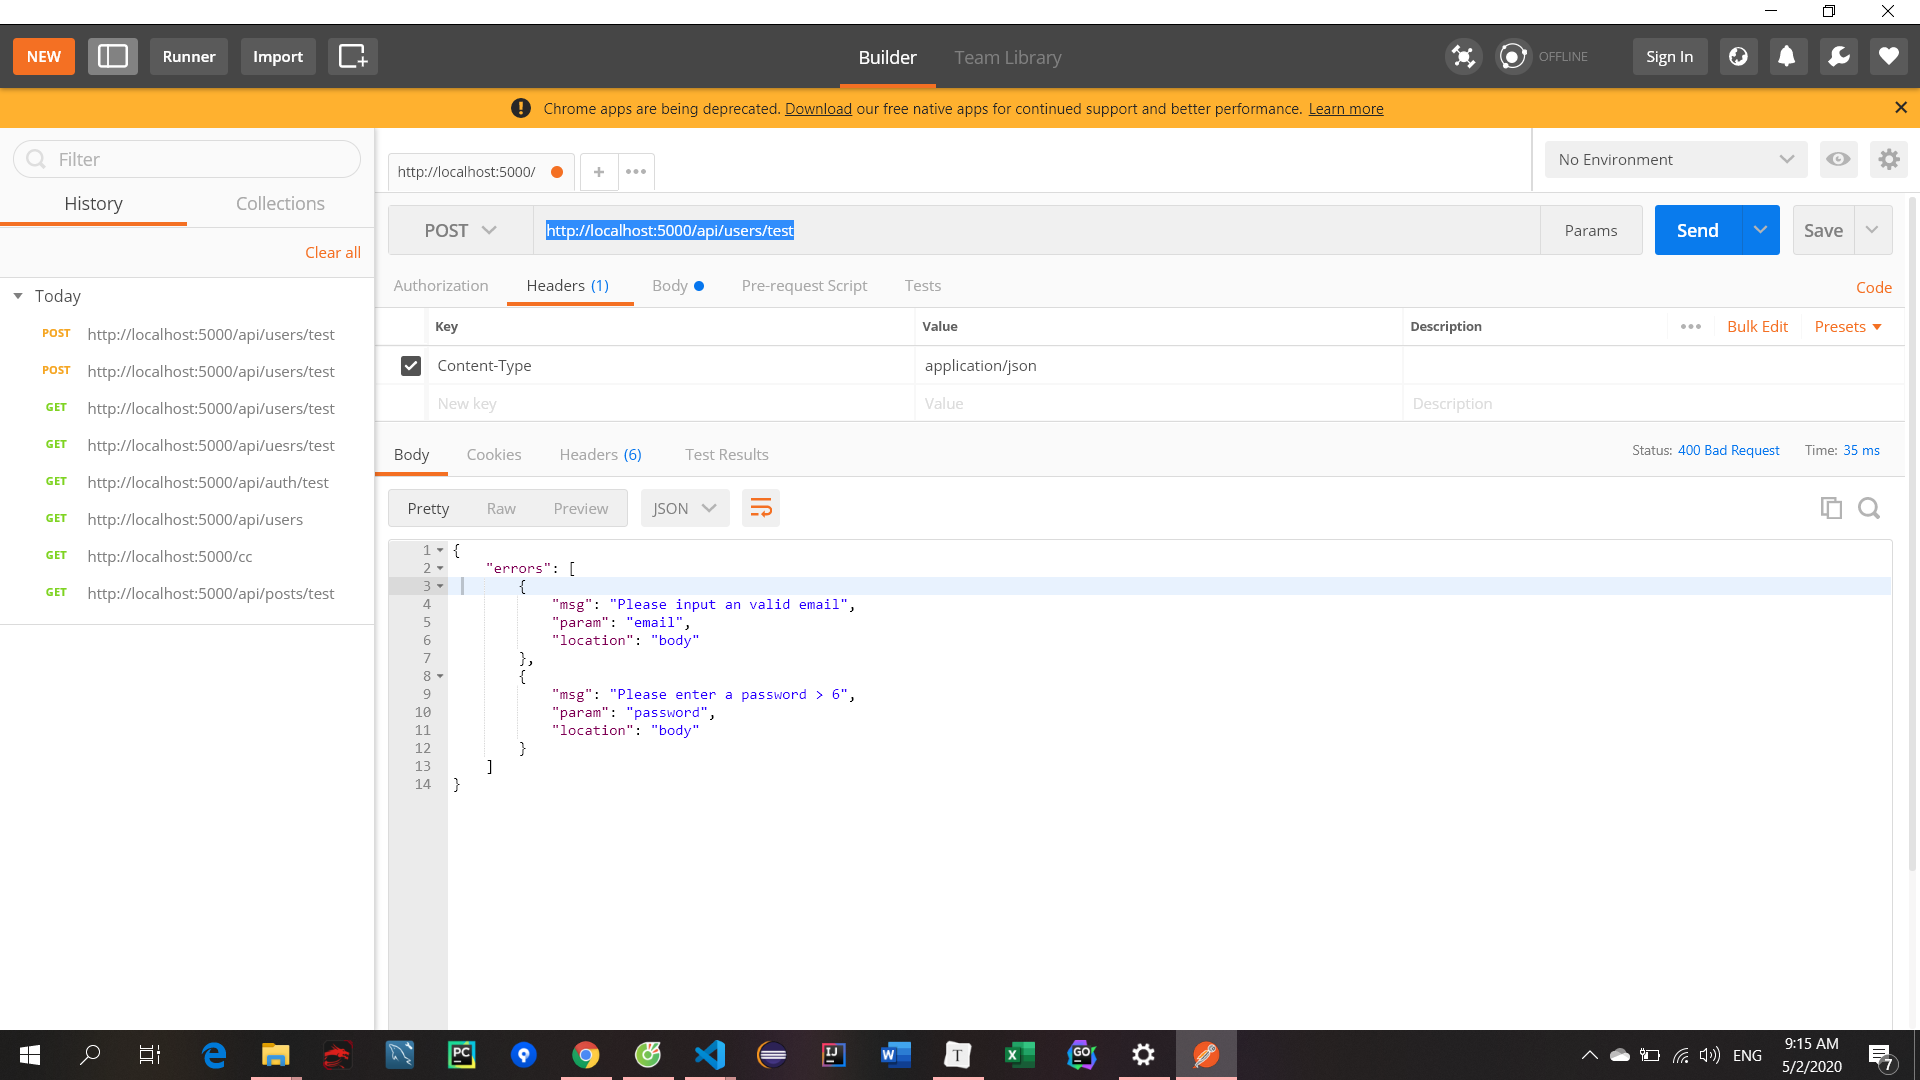 NEW Runner Import Builder Team Library OFFLINE Sign In
Chrome apps are being deprecated. Download our free native apps for continued support and better performance. Learn more
Filter
History Collections
Clear all
Today
POST http://localhost:5000/api/users/test
POST http://localhost:5000/api/users/test
GET http://localhost:5000/api/users/test
GET http://localhost:5000/api/uesrs/test
GET http://localhost:5000/api/auth/test
GET http://localhost:5000/api/users
GET http://localhost:5000/cc
GET http://localhost:5000/api/posts/test
http://localhost:5000/ + ••• No Environment
POST http://localhost:5000/api/users/test Params Send Save
Authorization Headers (1) Body Pre-request Script Tests Code
Key Value Description ••• Bulk Edit Presets
Content-Type application/json
New key Value Description
Body Cookies Headers (6) Test Results Status: 400 Bad Request Time: 35 ms
Pretty Raw Preview JSON
1 {
2 "errors": [
3 {
4 "msg": "Please input an valid email",
5 "param": "email",
6 "location": "body"
7 },
8 {
9 "msg": "Please enter a password > 6",
10 "param": "password",
11 "location": "body"
12 }
13 ]
14 }
PC IJ W T X GO ENG 9:15 AM
5/2/2020 7